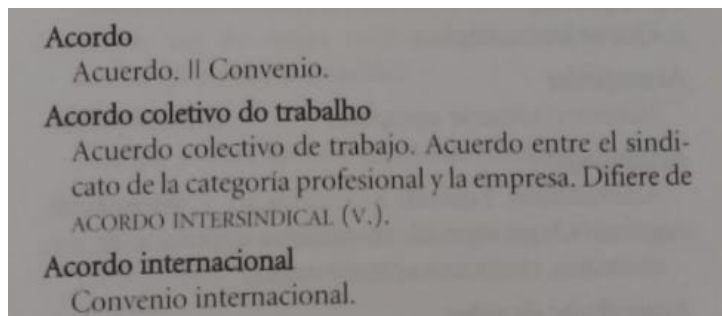 Acordo
Acuerdo. || Convenio.
Acordo coletivo do trabalho
Acuerdo colectivo de trabajo. Acuerdo entre el sindi-
cato de la categoría profesional y la empresa. Difiere de
ACORDO INTERSINDICAL (V.).
Acordo internacional
Convenio internacional.